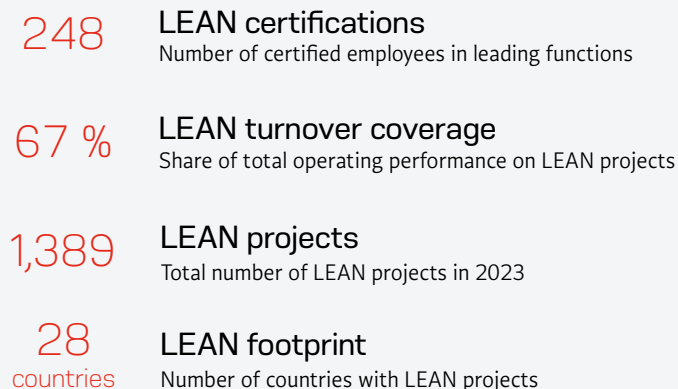 248
LEAN certifications
Number of certified employees in leading functions
67 %
LEAN turnover coverage
Share of total operating performance on LEAN projects
1,389
LEAN projects
Total number of LEAN projects in 2023
28
countries
LEAN footprint
Number of countries with LEAN projects